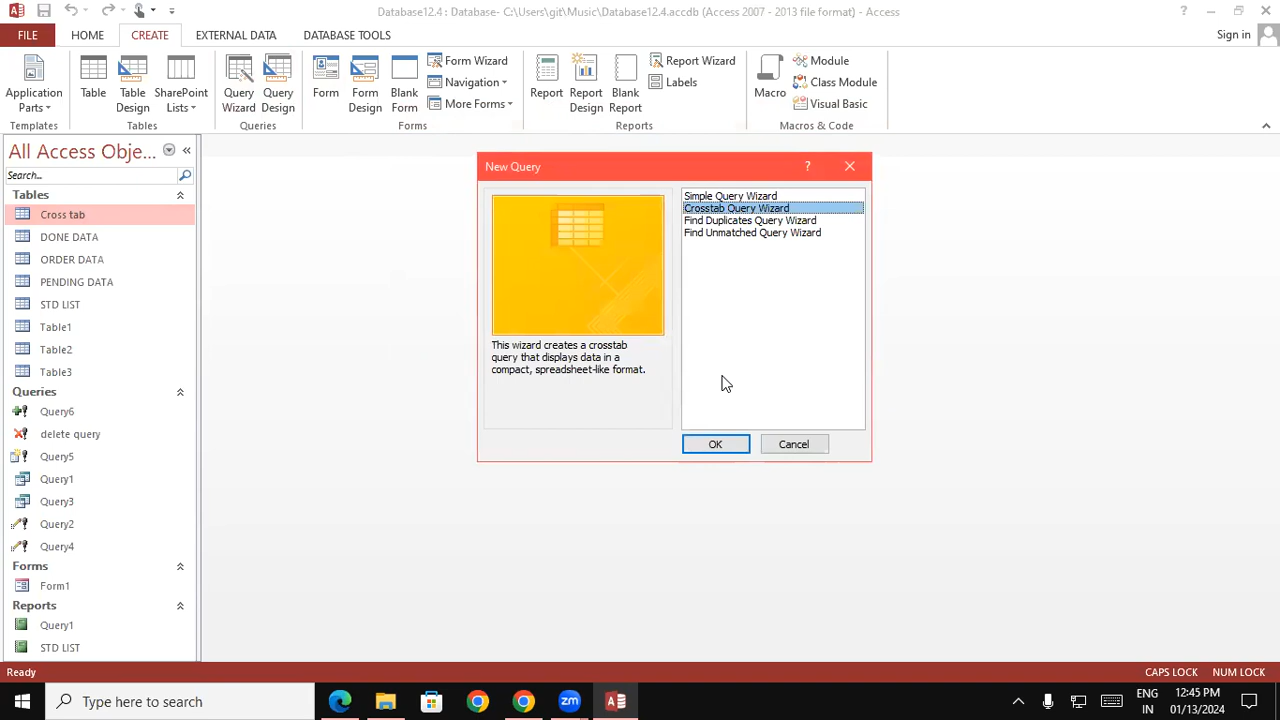 Database12.4 : Database- C:\Users\git\Music\Database12.4.accdb (Access 2007 - 2013 file format) - Access
FILE HOME CREATE EXTERNAL DATA DATABASE TOOLS Sign in
Application Parts
Templates
Table
Table Design
SharePoint Lists
Tables
Query Wizard
Query Design
Queries
Form
Form Design
Blank Form
Form Wizard
Navigation
More Forms
Forms
Report
Report Design
Blank Report
Report Wizard
Labels
Reports
Macro
Module
Class Module
Visual Basic
Macros & Code
All Access Obje...
Search...
Tables
Cross tab
DONE DATA
ORDER DATA
PENDING DATA
STD LIST
Table1
Table2
Table3
Queries
Query6
delete query
Query5
Query1
Query3
Query2
Query4
Forms
Form1
Reports
Query1
STD LIST
New Query
Simple Query Wizard
Crosstab Query Wizard
Find Duplicates Query Wizard
Find Unmatched Query Wizard
This wizard creates a crosstab
query that displays data in a
compact, spreadsheet-like format.
OK Cancel
Ready CAPS LOCK NUM LOCK
Type here to search
zm
ENG
IN
12:45 PM
01/13/2024